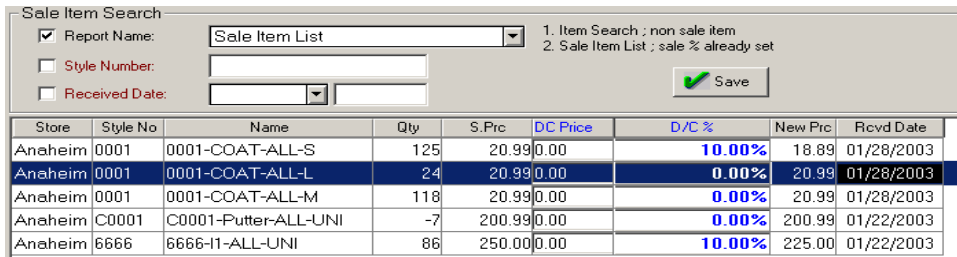 Sale Item Search
Report Name: Sale Item List
1. Item Search ; non sale item
2. Sale Item List ; sale % already set
Style Number:
Save
Received Date:
Store Style No Name Qty S.Prc DC Price D/C % New Prc Rcvd Date
Anaheim 0001 0001-COAT-ALL-S 125 20.99 0.00 10.00% 18.89 01/28/2003
Anaheim 0001 0001-COAT-ALL-L 24 20.99 0.00 0.00% 20.99 01/28/2003
Anaheim 0001 0001-COAT-ALL-M 118 20.99 0.00 0.00% 20.99 01/28/2003
Anaheim C0001 C0001-Putter-ALL-UNI -7 200.99 0.00 0.00% 200.99 01/22/2003
Anaheim 6666 6666-I1-ALL-UNI 86 250.00 0.00 10.00% 225.00 01/22/2003